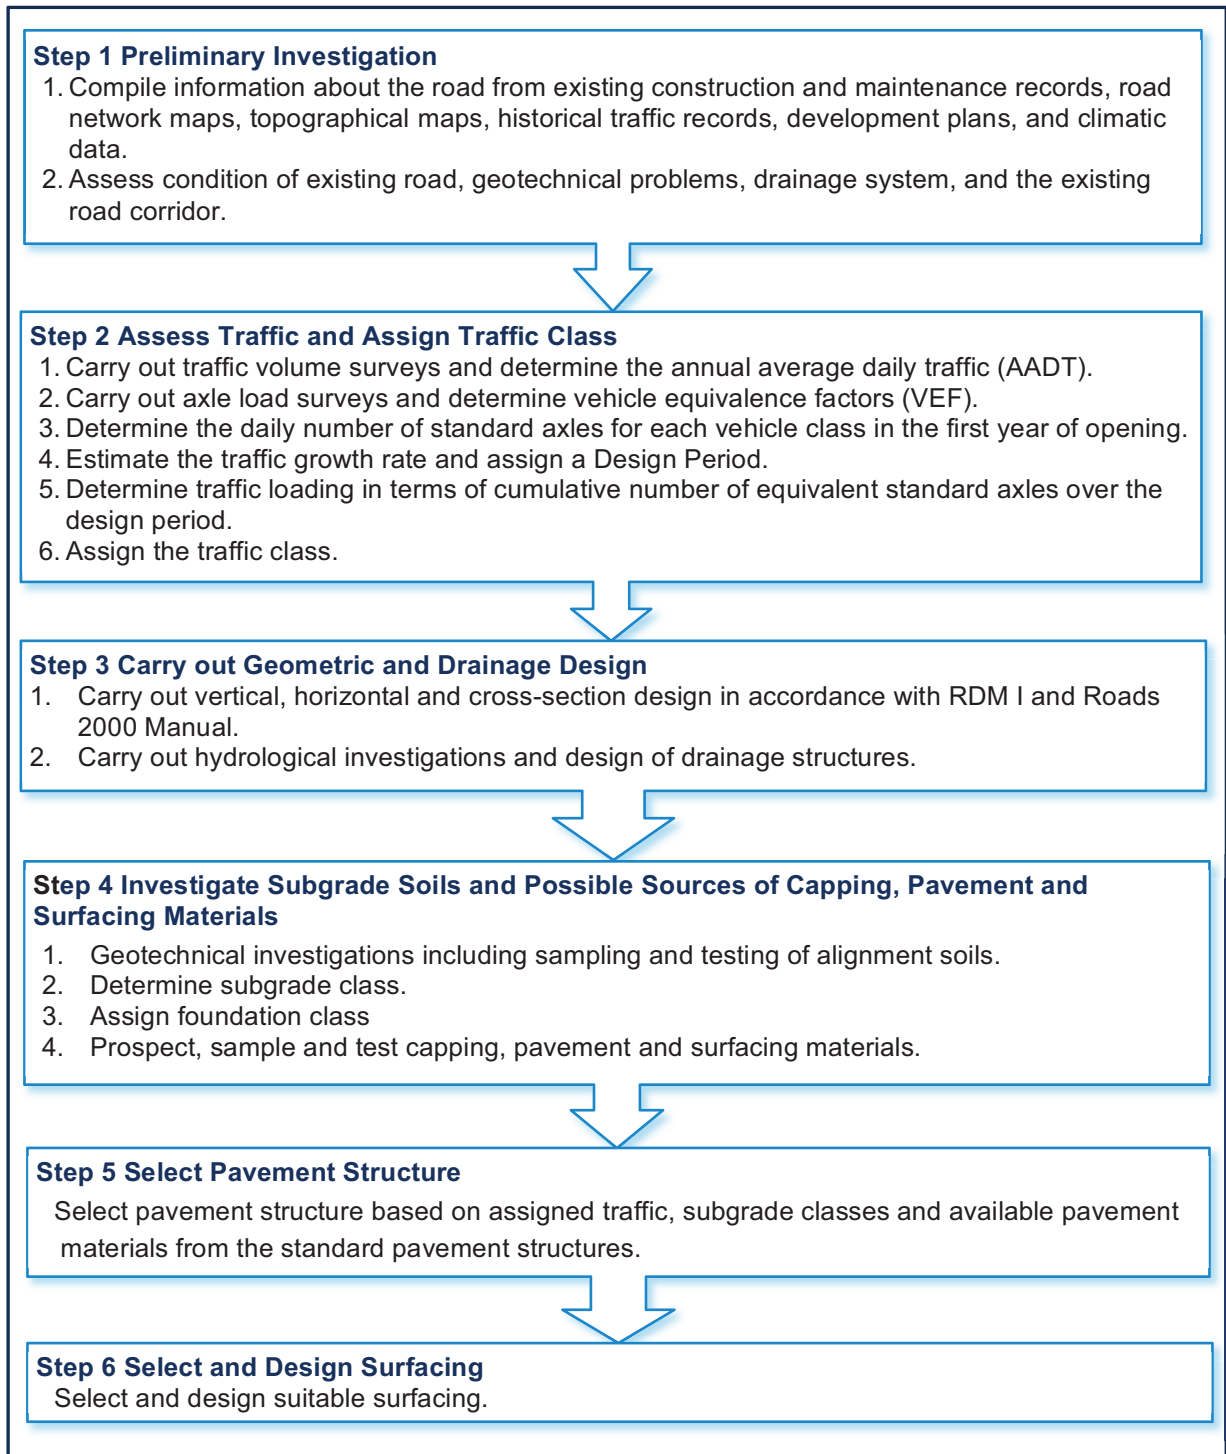 Step 1 Preliminary Investigation
1. Compile information about the road from existing construction and maintenance records, road
network maps, topographical maps, historical traffic records, development plans, and climatic
data.
2. Assess condition of existing road, geotechnical problems, drainage system, and the existing
road corridor.
Step 2 Assess Traffic and Assign Traffic Class
1. Carry out traffic volume surveys and determine the annual average daily traffic (AADT).
2. Carry out axle load surveys and determine vehicle equivalence factors (VEF).
3. Determine the daily number of standard axles for each vehicle class in the first year of opening.
4. Estimate the traffic growth rate and assign a Design Period.
5. Determine traffic loading in terms of cumulative number of equivalent standard axles over the
design period.
6. Assign the traffic class.
Step 3 Carry out Geometric and Drainage Design
1. Carry out vertical, horizontal and cross-section design in accordance with RDM I and Roads
2000 Manual.
2. Carry out hydrological investigations and design of drainage structures.
Step 4 Investigate Subgrade Soils and Possible Sources of Capping, Pavement and
Surfacing Materials
1. Geotechnical investigations including sampling and testing of alignment soils.
2. Determine subgrade class.
3. Assign foundation class
4. Prospect, sample and test capping, pavement and surfacing materials.
Step 5 Select Pavement Structure
Select pavement structure based on assigned traffic, subgrade classes and available pavement
materials from the standard pavement structures.
Step 6 Select and Design Surfacing
Select and design suitable surfacing.